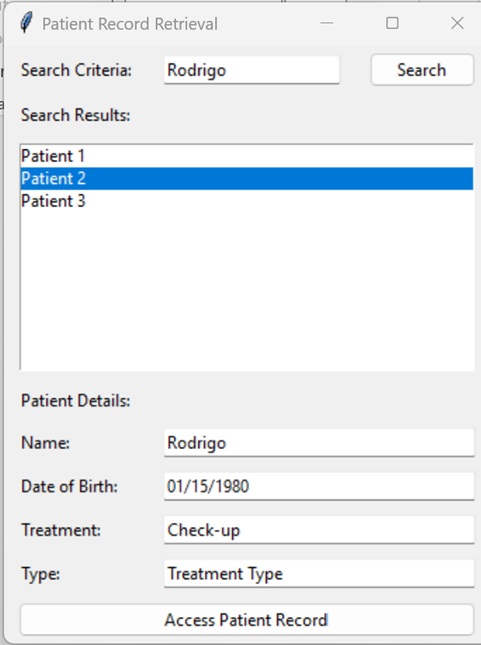 Patient Record Retrieval
Search Criteria: Rodrigo Search
Search Results:
Patient 1
Patient 2
Patient 3
Patient Details:
Name: Rodrigo
Date of Birth: 01/15/1980
Treatment: Check-up
Type: Treatment Type
Access Patient Record